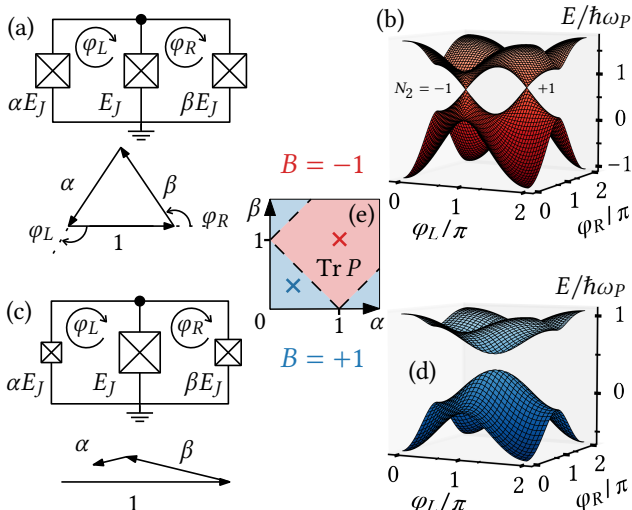 (a)
φ_L
φ_R
αE_J
E_J
βE_J
α
β
φ_L
1
φ_R
(b)
E/ħω_P
N₂ = −1
+1
1
0
−1
0
1
2
φ_L/π
0
1
2
φ_R/π
B = −1
β
(e)
1
Tr P
0
1
α
B = +1
(c)
φ_L
φ_R
αE_J
E_J
βE_J
α
β
1
E/ħω_P
1
(d)
0
0
1
2
φ_L/π
0
1
2
φ_R/π